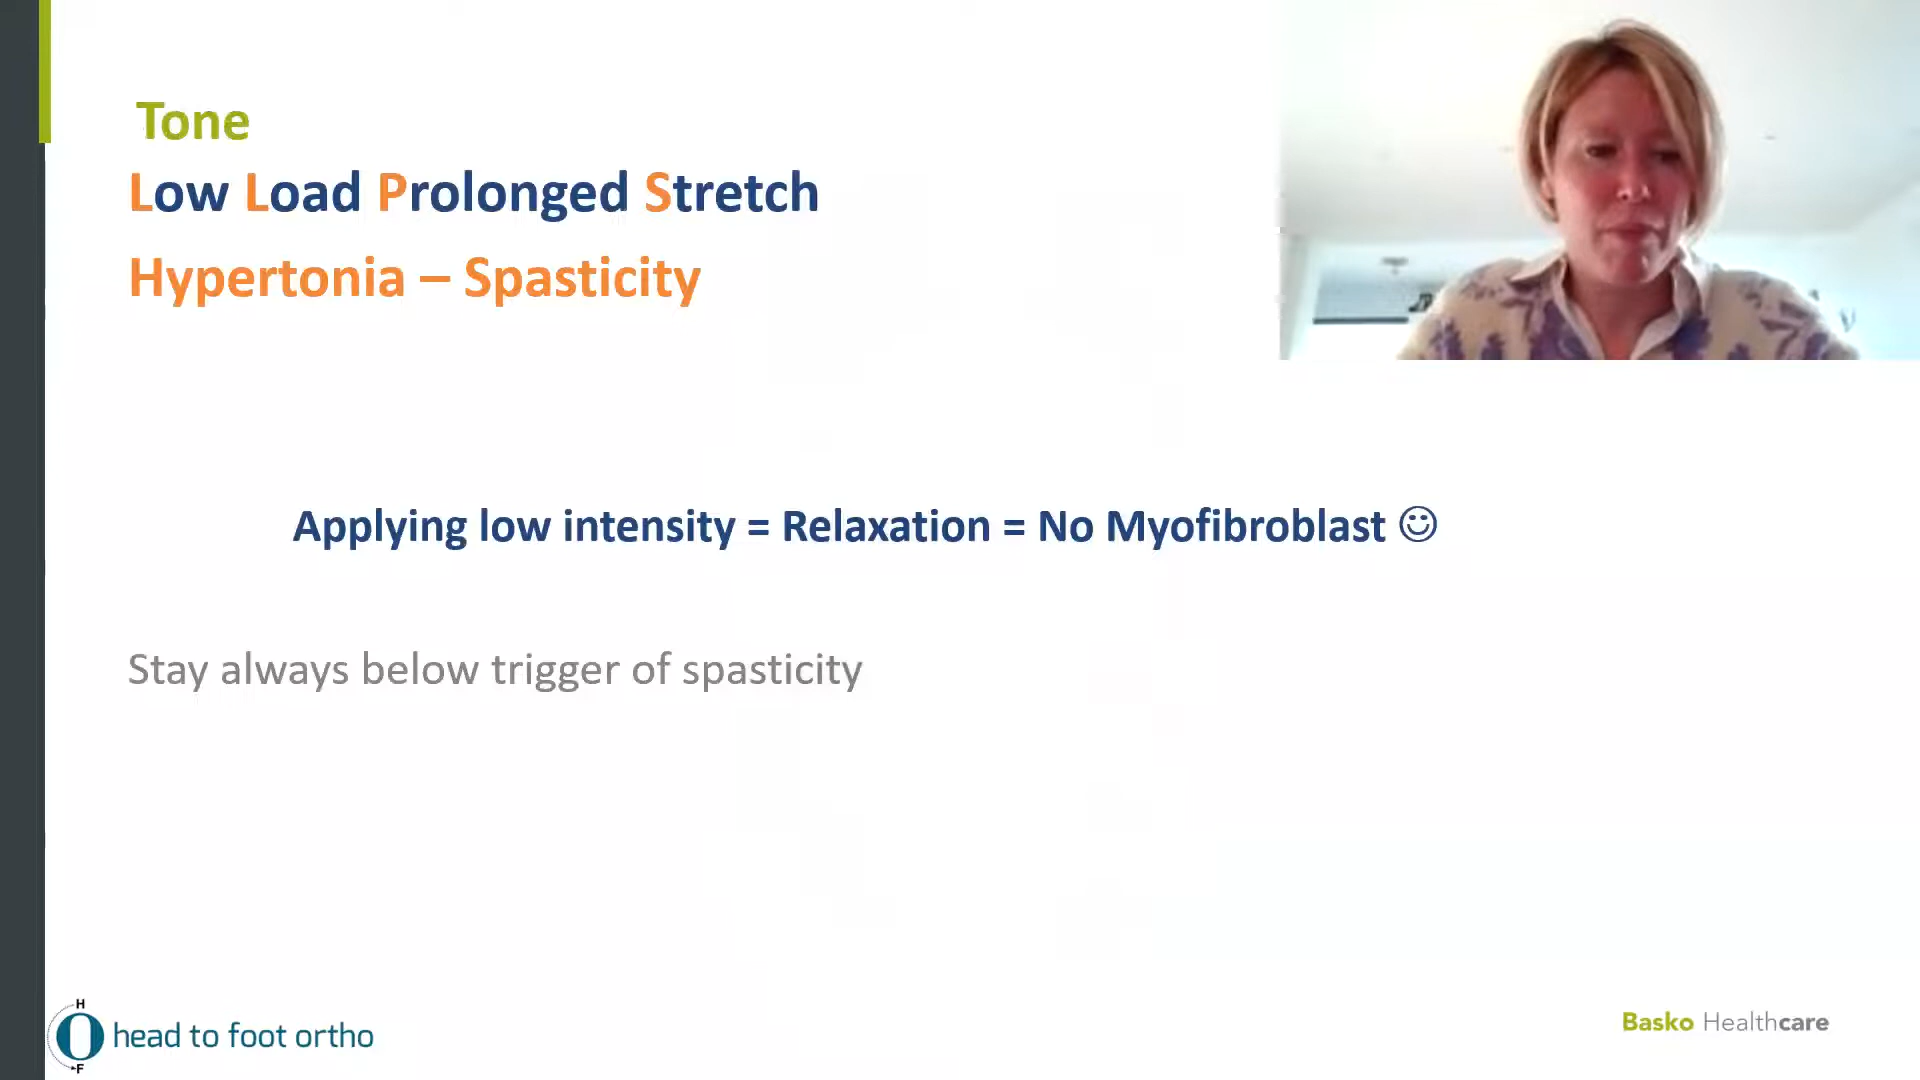 Tone
Low Load Prolonged Stretch
Hypertonia – Spasticity
Applying low intensity = Relaxation = No Myofibroblast ☺
Stay always below trigger of spasticity
H
head to foot ortho
F
Basko Healthcare